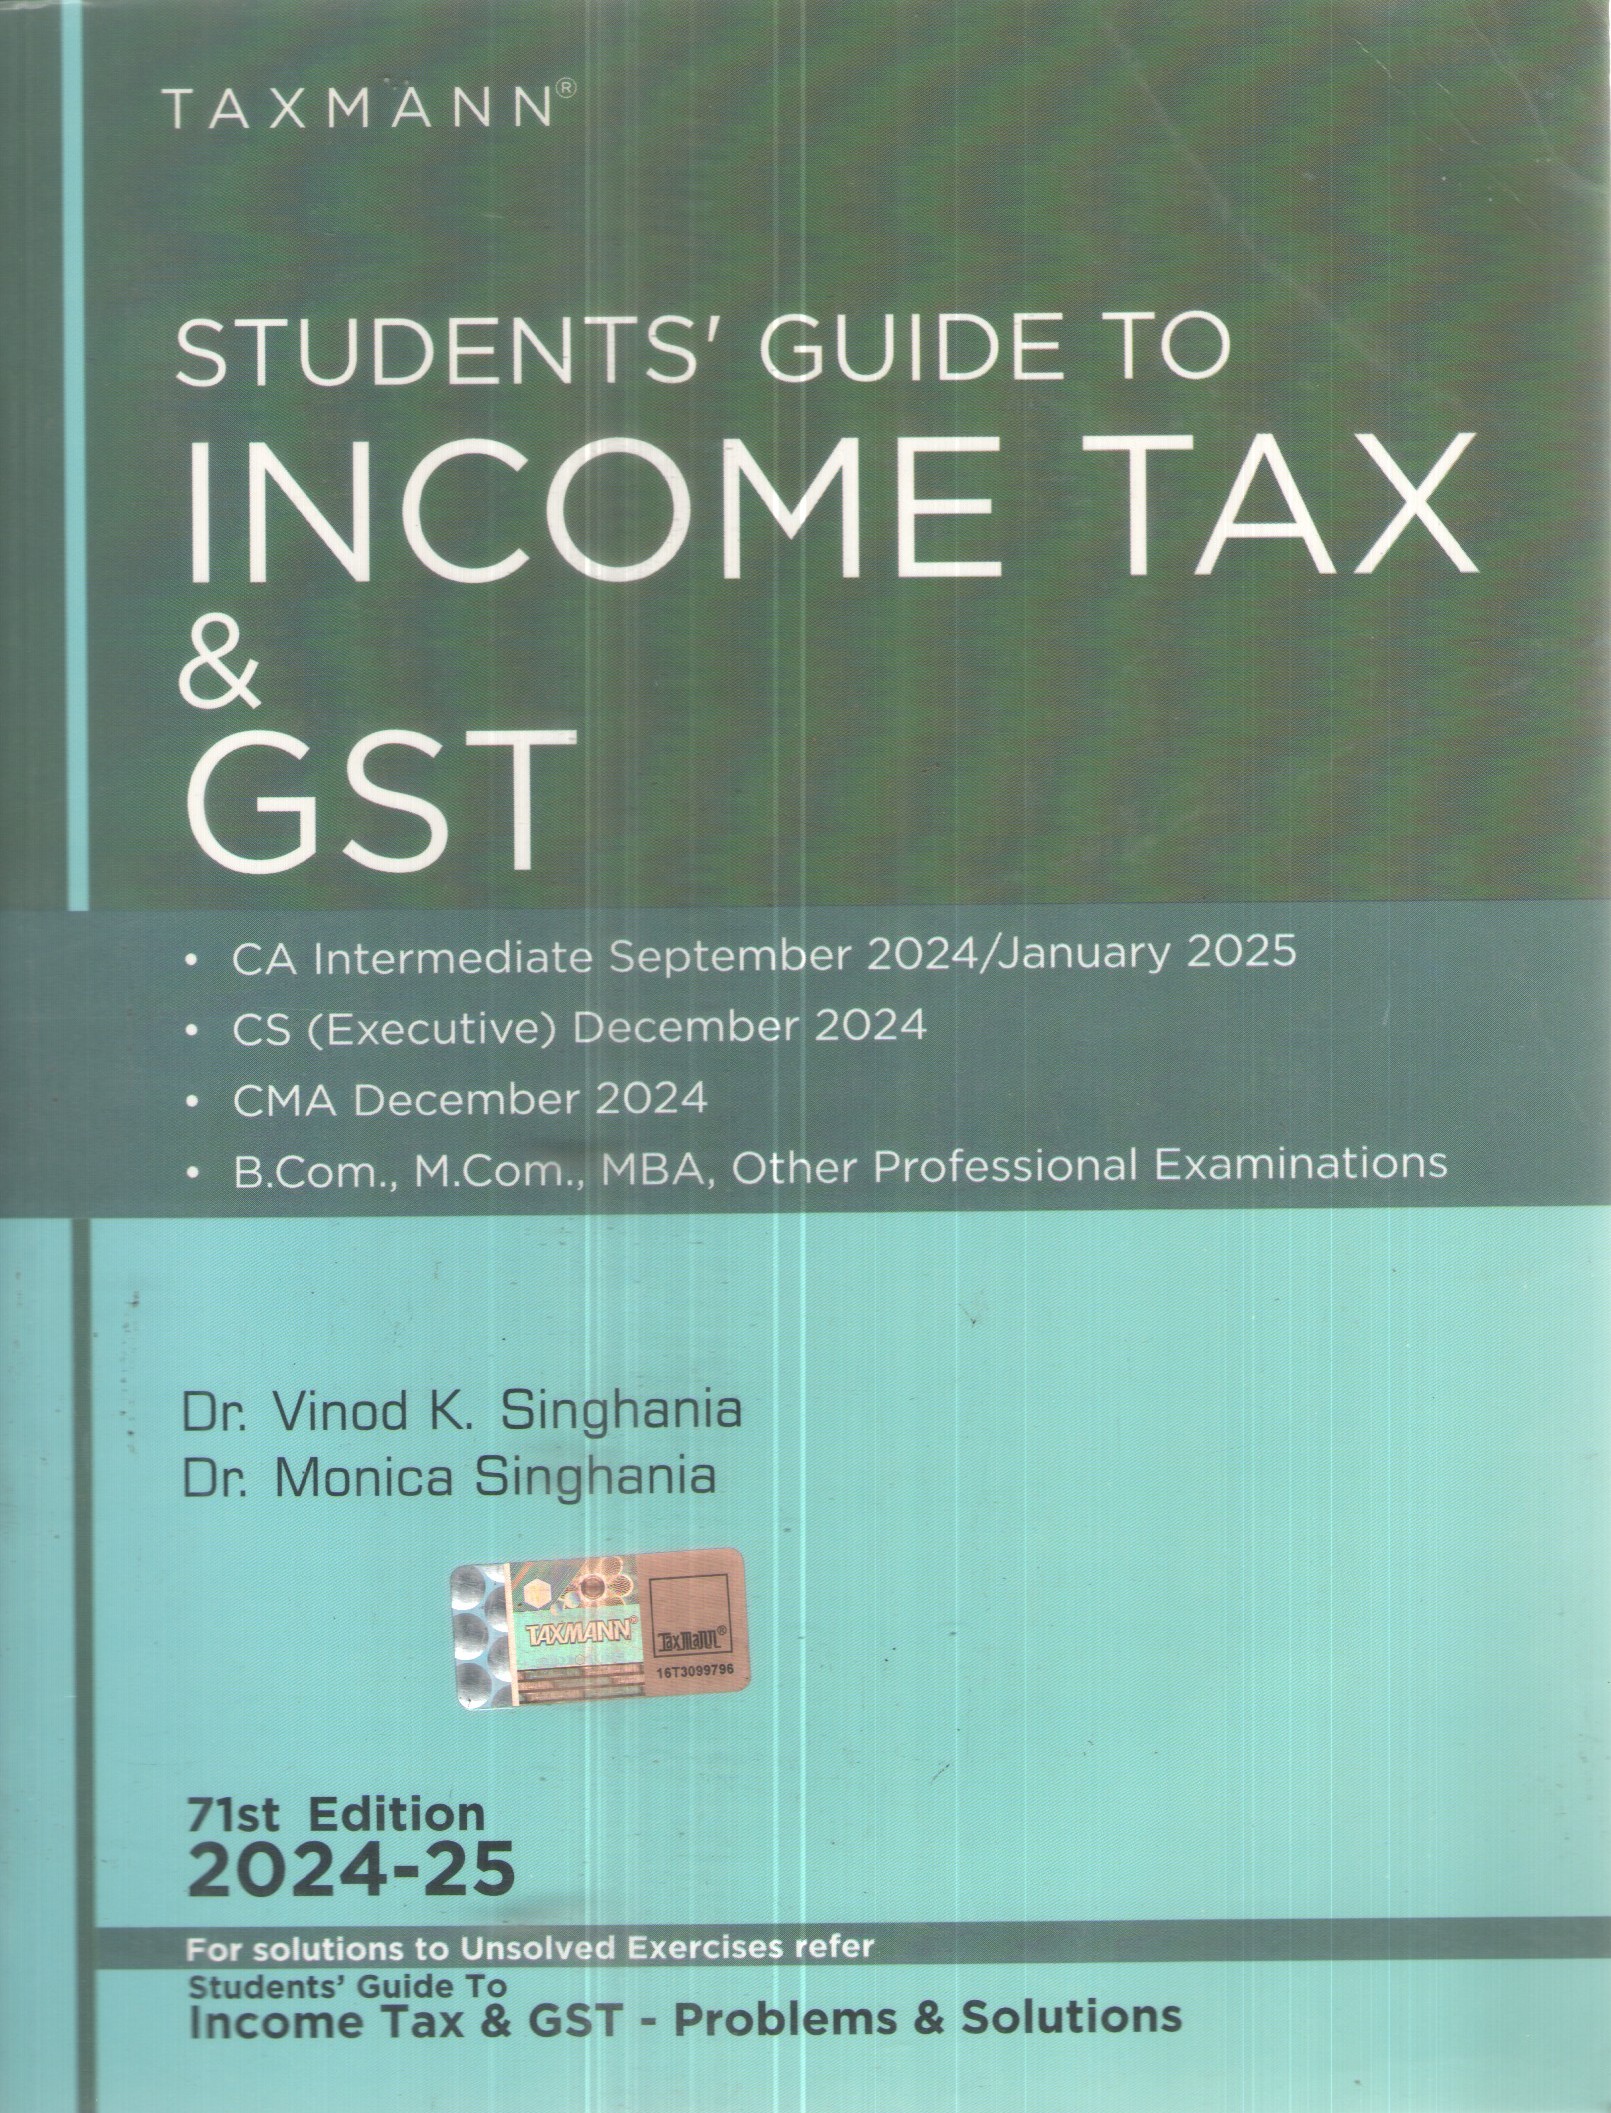 TAXMANN®
STUDENTS' GUIDE TO
INCOME TAX
&
GST
• CA Intermediate September 2024/January 2025
• CS (Executive) December 2024
• CMA December 2024
• B.Com., M.Com., MBA, Other Professional Examinations
Dr. Vinod K. Singhania
Dr. Monica Singhania
TAXMANN®
TaxMann®
16T3099796
71st Edition
2024-25
For solutions to Unsolved Exercises refer
Students' Guide To
Income Tax & GST - Problems & Solutions